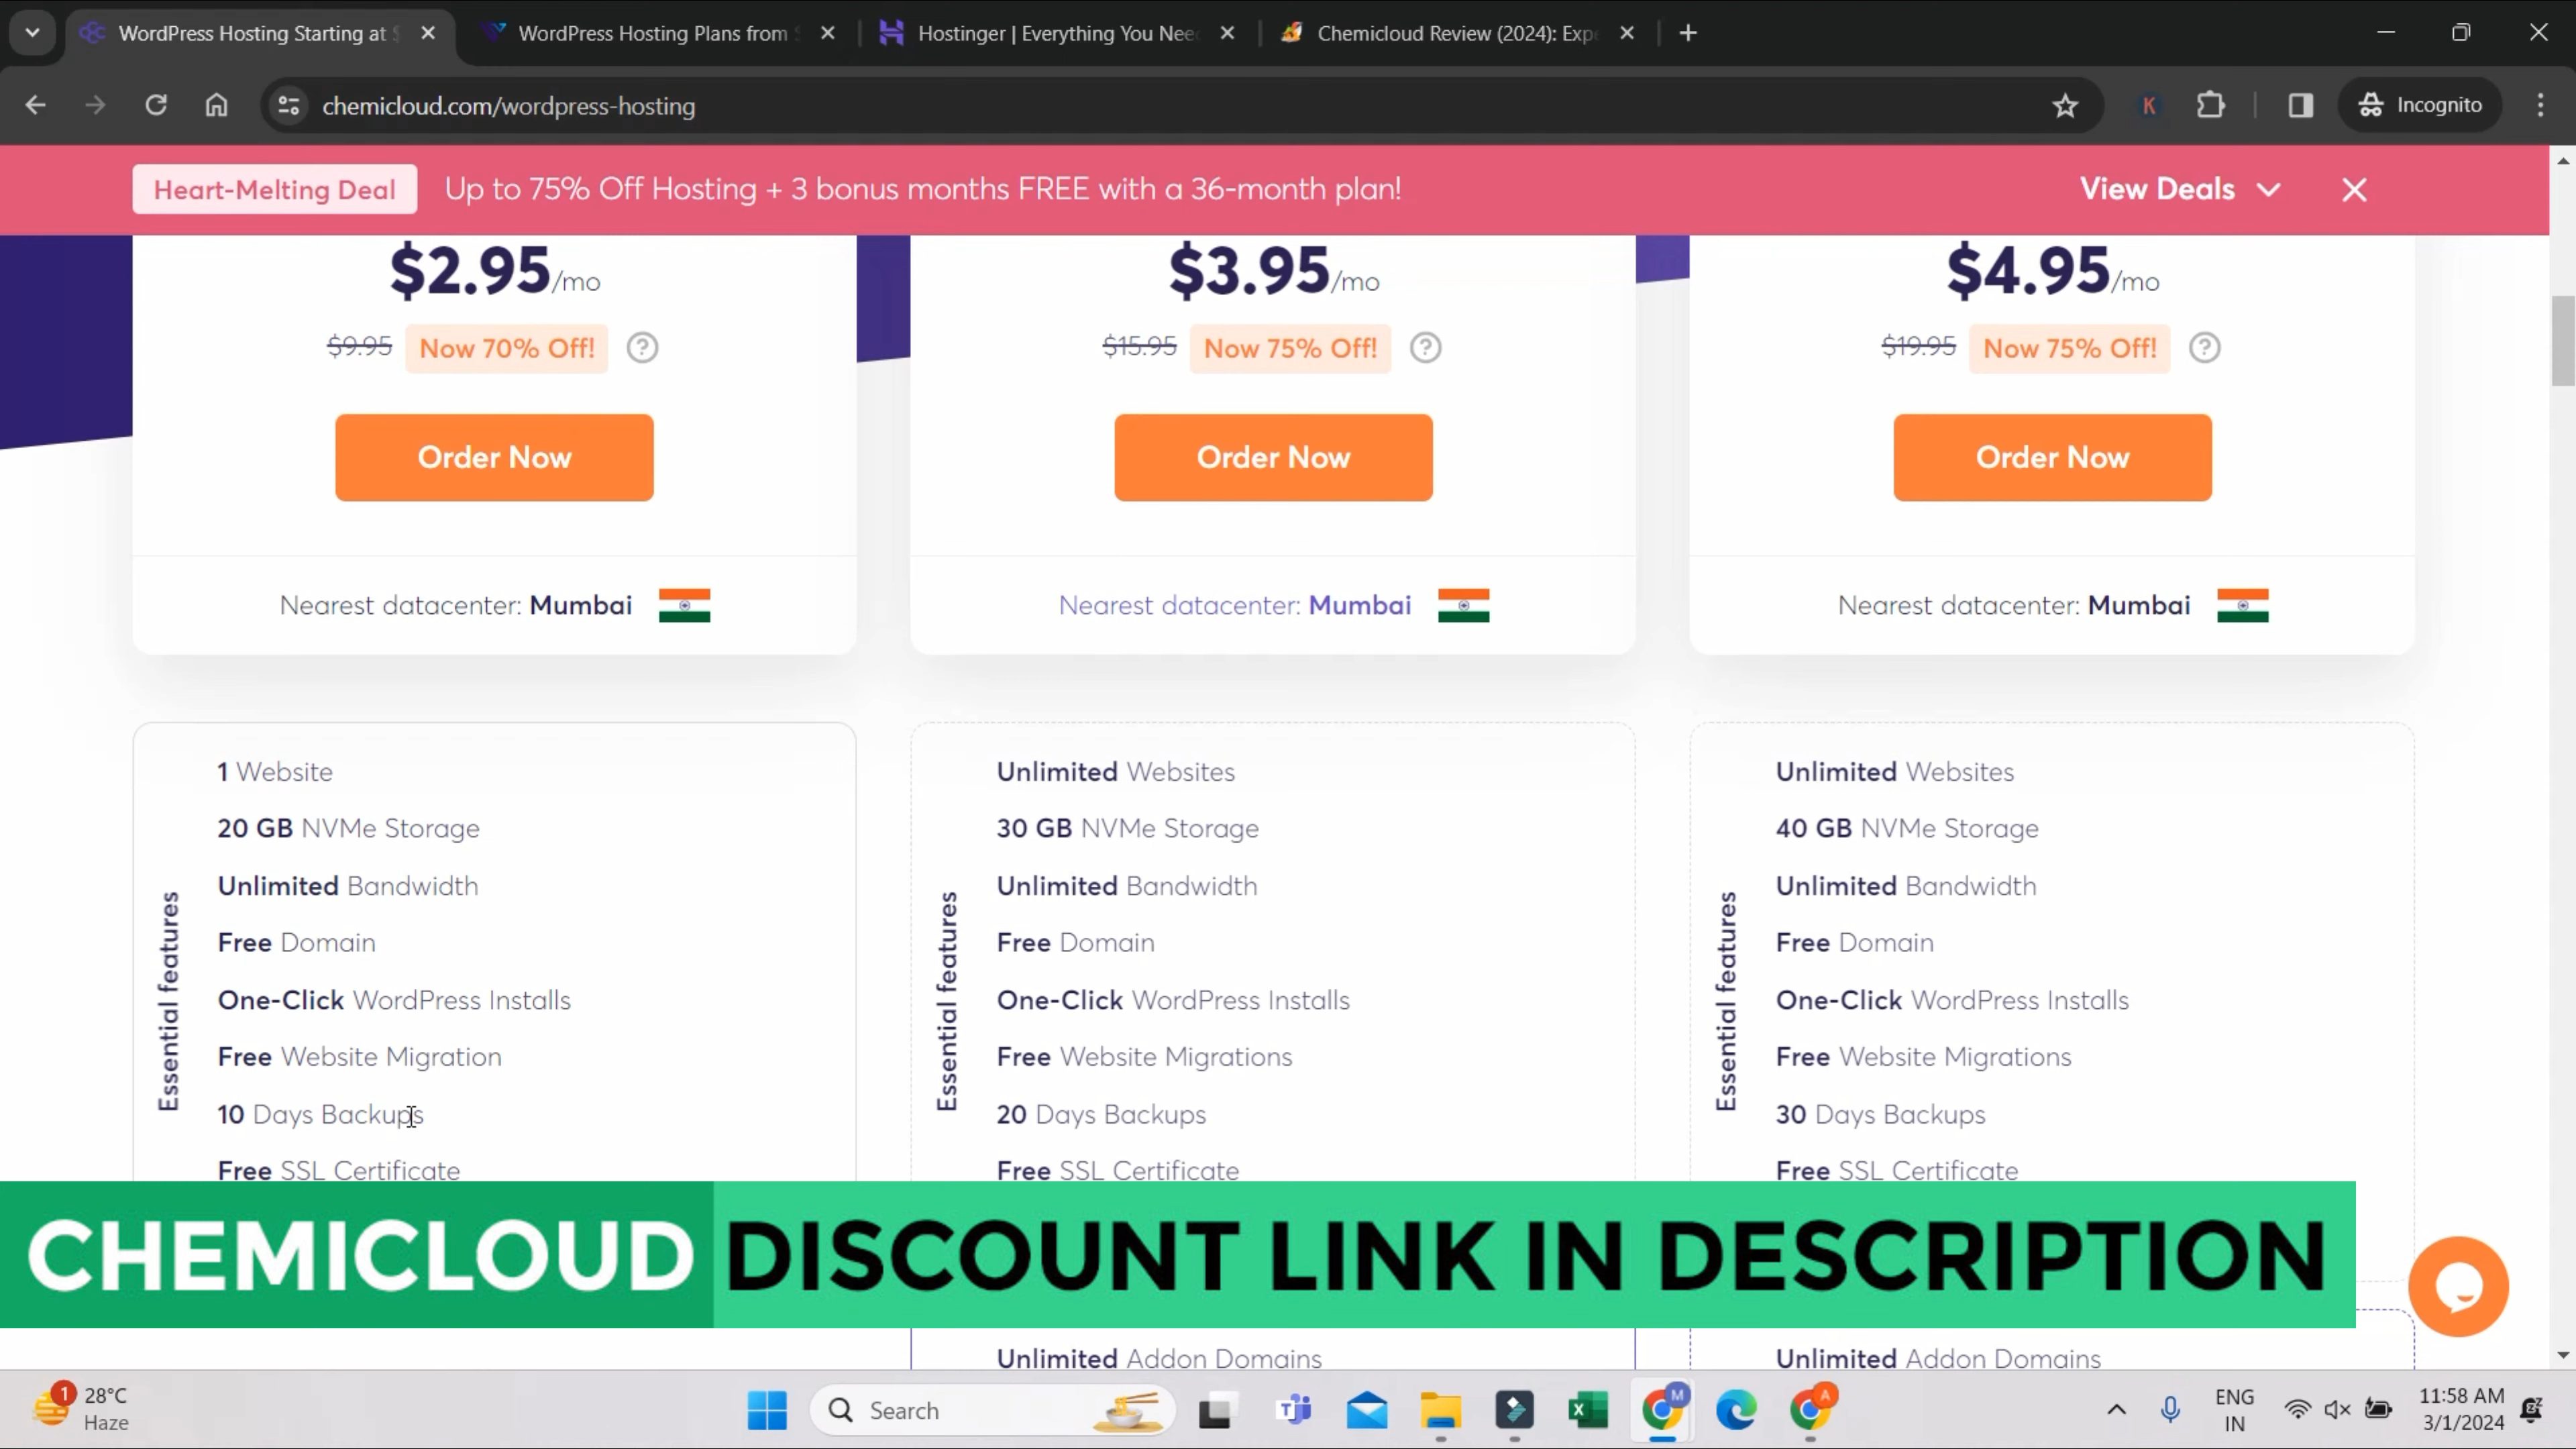 WordPress Hosting Starting at $
WordPress Hosting Plans from $
Hostinger | Everything You Nee
Chemicloud Review (2024): Exp
chemicloud.com/wordpress-hosting
K
Incognito
Heart-Melting Deal
Up to 75% Off Hosting + 3 bonus months FREE with a 36-month plan!
View Deals
$2.95/mo
$9.95 Now 70% Off! ?
Order Now
Nearest datacenter: Mumbai
$3.95/mo
$15.95 Now 75% Off! ?
Order Now
Nearest datacenter: Mumbai
$4.95/mo
$19.95 Now 75% Off! ?
Order Now
Nearest datacenter: Mumbai
Essential features
1 Website
20 GB NVMe Storage
Unlimited Bandwidth
Free Domain
One-Click WordPress Installs
Free Website Migration
10 Days Backups
Free SSL Certificate
Essential features
Unlimited Websites
30 GB NVMe Storage
Unlimited Bandwidth
Free Domain
One-Click WordPress Installs
Free Website Migrations
20 Days Backups
Free SSL Certificate
Essential features
Unlimited Websites
40 GB NVMe Storage
Unlimited Bandwidth
Free Domain
One-Click WordPress Installs
Free Website Migrations
30 Days Backups
Free SSL Certificate
CHEMICLOUD DISCOUNT LINK IN DESCRIPTION
Unlimited Addon Domains
Unlimited Addon Domains
1
28°C
Haze
Search
M
A
ENG
IN
11:58 AM
3/1/2024